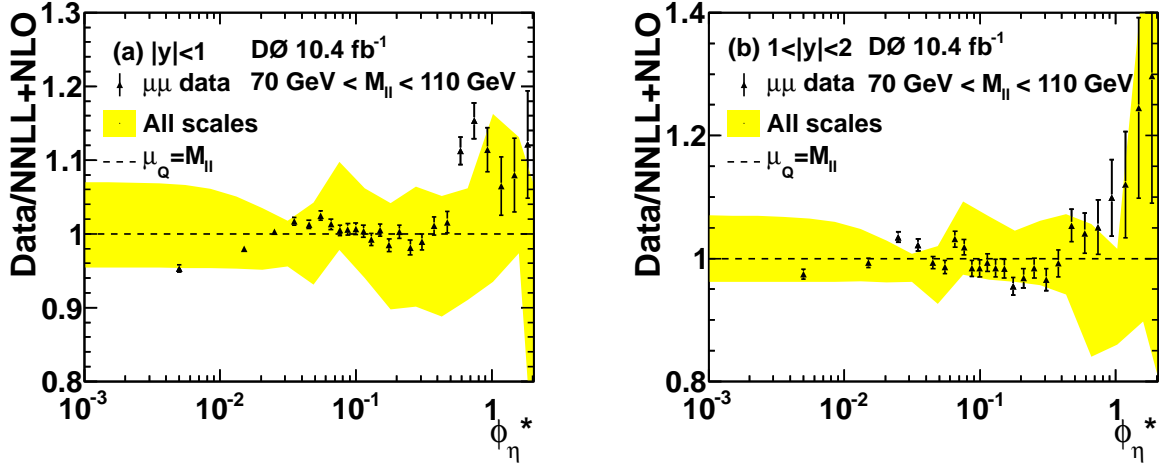 Data/NNLL+NLO
1.3
1.2
1.1
1
0.9
0.8
(a) |y|<1 DØ 10.4 fb⁻¹
μμ data 70 GeV < M_ll < 110 GeV
All scales
μ_Q=M_ll
10⁻³ 10⁻² 10⁻¹ 1
φ_η*
Data/NNLL+NLO
1.4
1.2
1
0.8
(b) 1<|y|<2 DØ 10.4 fb⁻¹
μμ data 70 GeV < M_ll < 110 GeV
All scales
μ_Q=M_ll
10⁻³ 10⁻² 10⁻¹ 1
φ_η*